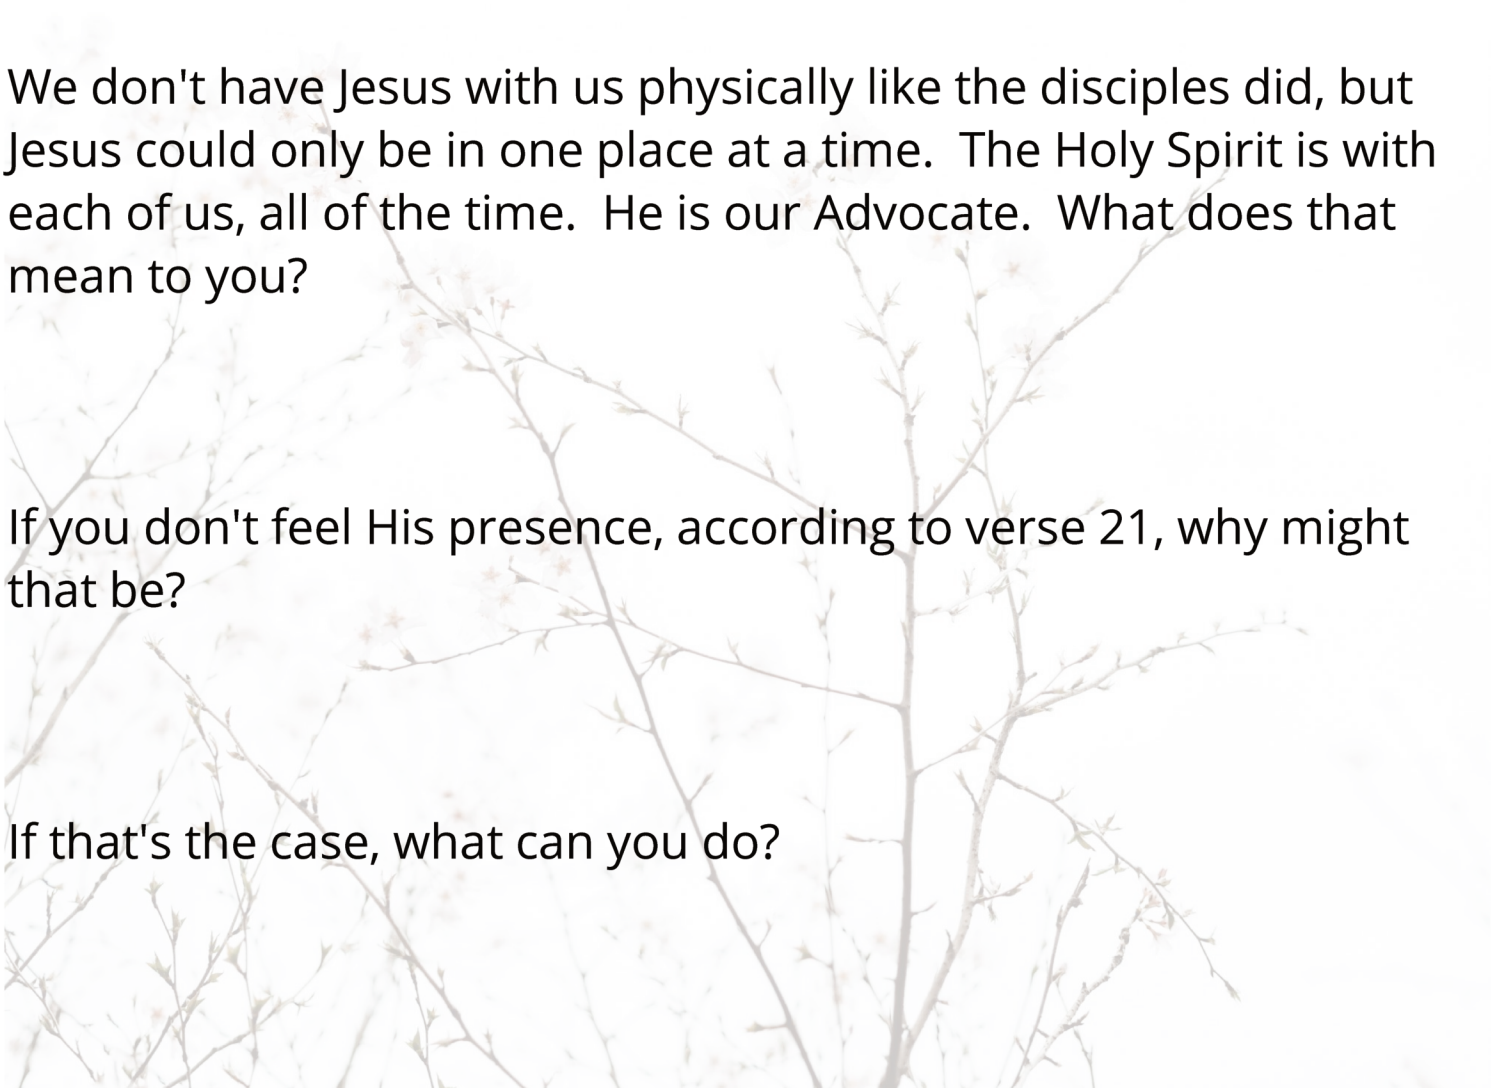 We don't have Jesus with us physically like the disciples did, but
Jesus could only be in one place at a time.  The Holy Spirit is with
each of us, all of the time.  He is our Advocate.  What does that
mean to you?
If you don't feel His presence, according to verse 21, why might
that be?
If that's the case, what can you do?